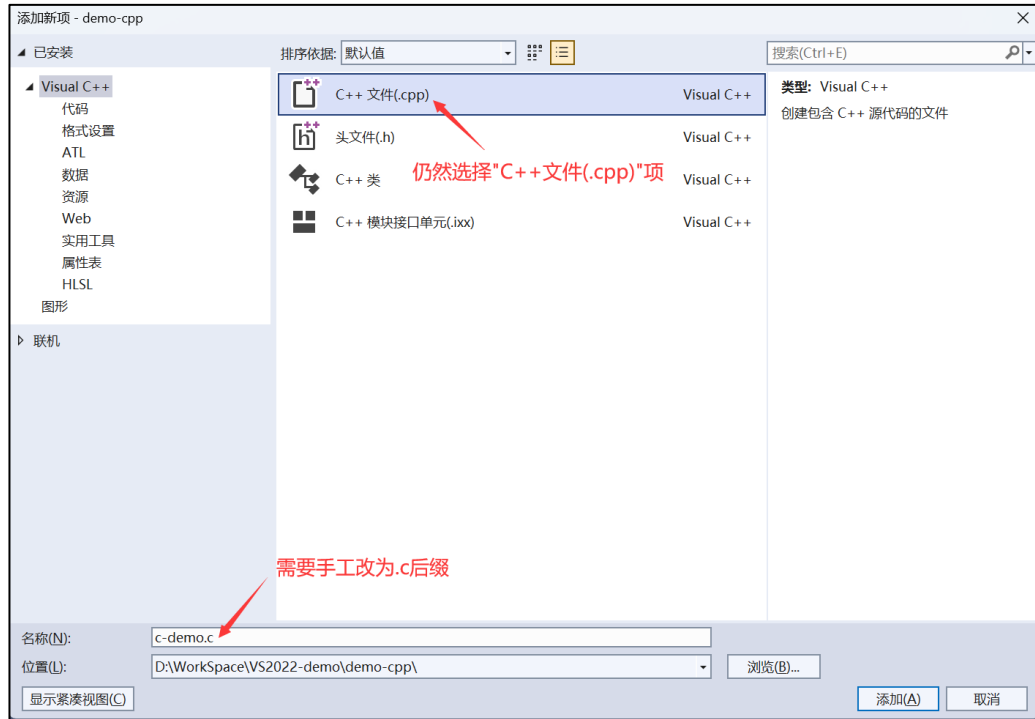 添加新项 - demo-cpp
已安装
排序依据: 默认值
搜索(Ctrl+E)
Visual C++
代码
格式设置
ATL
数据
资源
Web
实用工具
属性表
HLSL
图形
联机
C++ 文件(.cpp) Visual C++
头文件(.h) Visual C++
C++ 类 Visual C++
C++ 模块接口单元(.ixx) Visual C++
仍然选择"C++文件(.cpp)"项
类型: Visual C++
创建包含 C++ 源代码的文件
需要手工改为.c后缀
名称(N): c-demo.c
位置(L): D:\WorkSpace\VS2022-demo\demo-cpp\ 浏览(B)...
显示紧凑视图(C) 添加(A) 取消